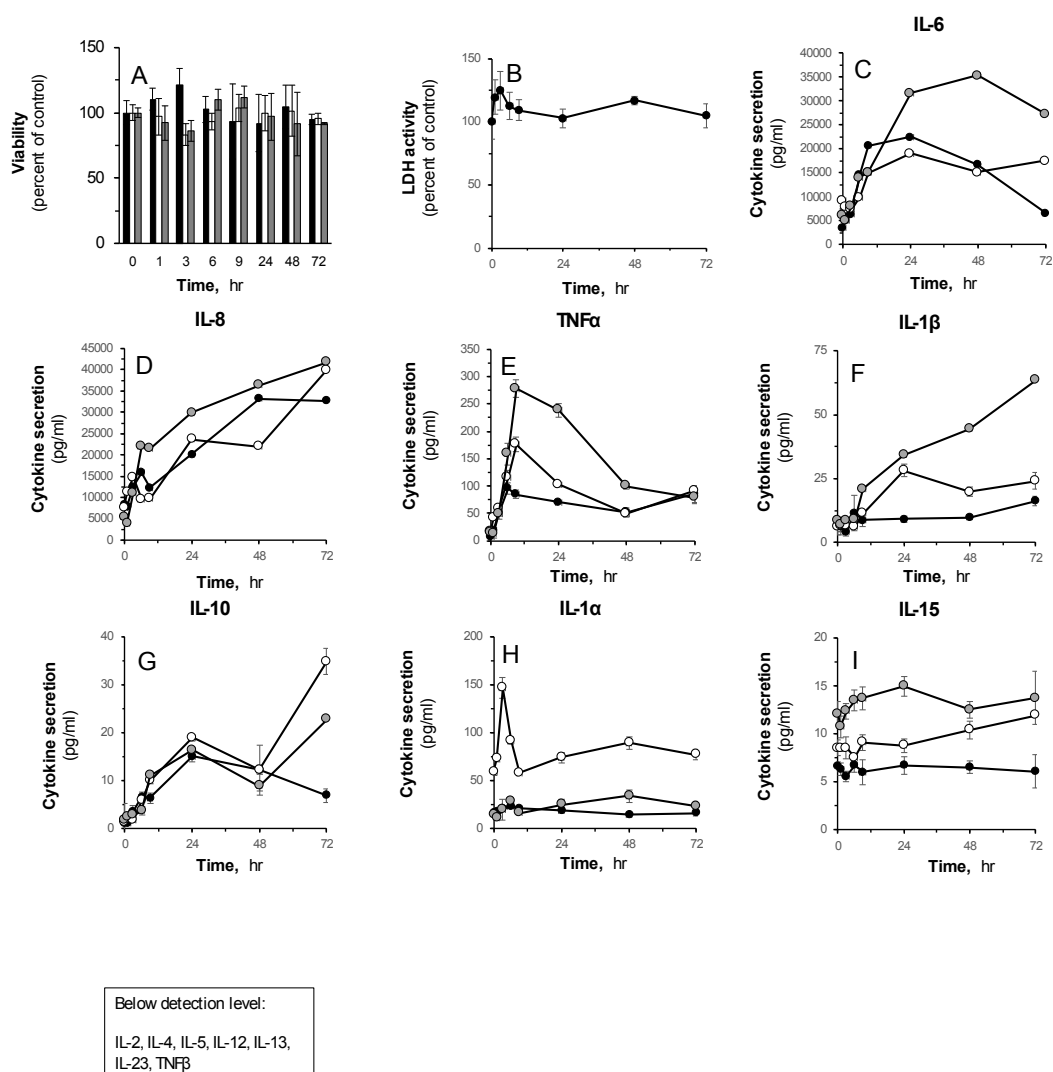 A
Viability
(percent of control)
150
100
50
0
0 1 3 6 9 24 48 72
Time, hr
B
LDH activity
(percent of control)
150
125
100
75
50
25
0
0 24 48 72
Time, hr
IL-6
C
Cytokine secretion
(pg/ml)
40000
35000
30000
25000
20000
15000
10000
5000
0
0 24 48 72
Time, hr
IL-8
D
Cytokine secretion
(pg/ml)
45000
40000
35000
30000
25000
20000
15000
10000
5000
0
0 24 48 72
Time, hr
TNFα
E
Cytokine secretion
(pg/ml)
350
300
250
200
150
100
50
0
0 24 48 72
Time, hr
IL-1β
F
Cytokine secretion
(pg/ml)
75
50
25
0
0 24 48 72
Time, hr
IL-10
G
Cytokine secretion
(pg/ml)
40
30
20
10
0
0 24 48 72
Time, hr
IL-1α
H
Cytokine secretion
(pg/ml)
200
150
100
50
0
0 24 48 72
Time, hr
IL-15
I
Cytokine secretion
(pg/ml)
20
15
10
5
0
0 24 48 72
Time, hr
Below detection level:
IL-2, IL-4, IL-5, IL-12, IL-13,
IL-23, TNFβ